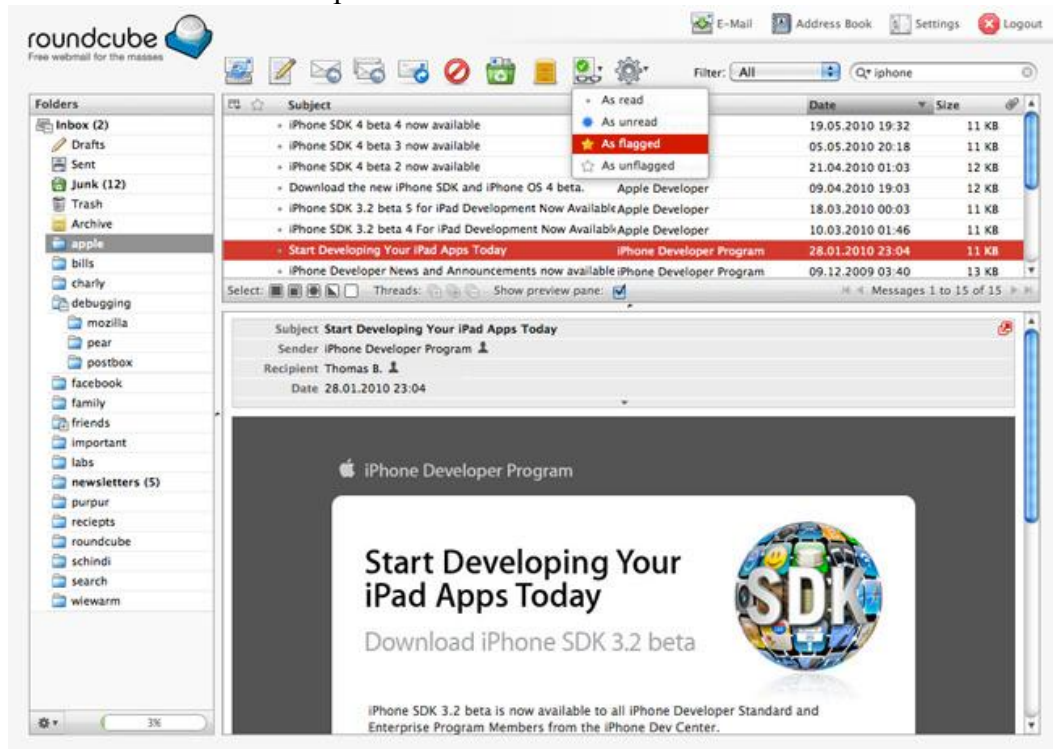 E-Mail Address Book Settings Logout
roundcube
Free webmail for the masses
Filter: All iphone
Folders
Inbox (2)
Drafts
Sent
Junk (12)
Trash
Archive
apple
bills
charly
debugging
mozilla
pear
postbox
facebook
family
friends
important
labs
newsletters (5)
purpur
reciepts
roundcube
schindi
search
wiewarm
3%
Subject Date Size
As read
As unread
As flagged
As unflagged
iPhone SDK 4 beta 4 now available 19.05.2010 19:32 11 KB
iPhone SDK 4 beta 3 now available 05.05.2010 20:18 11 KB
iPhone SDK 4 beta 2 now available 21.04.2010 01:03 12 KB
Download the new iPhone SDK and iPhone OS 4 beta. Apple Developer 09.04.2010 19:03 12 KB
iPhone SDK 3.2 beta 5 for iPad Development Now Available Apple Developer 18.03.2010 00:03 11 KB
iPhone SDK 3.2 beta 4 For iPad Development Now Availabl Apple Developer 10.03.2010 01:46 11 KB
Start Developing Your iPad Apps Today iPhone Developer Program 28.01.2010 23:04 11 KB
iPhone Developer News and Announcements now available iPhone Developer Program 09.12.2009 03:40 13 KB
Select: Threads: Show preview pane: Messages 1 to 15 of 15
Subject Start Developing Your iPad Apps Today
Sender iPhone Developer Program
Recipient Thomas B.
Date 28.01.2010 23:04
iPhone Developer Program
Start Developing Your
iPad Apps Today
Download iPhone SDK 3.2 beta
SDK
iPhone SDK 3.2 beta is now available to all iPhone Developer Standard and
Enterprise Program Members from the iPhone Dev Center.